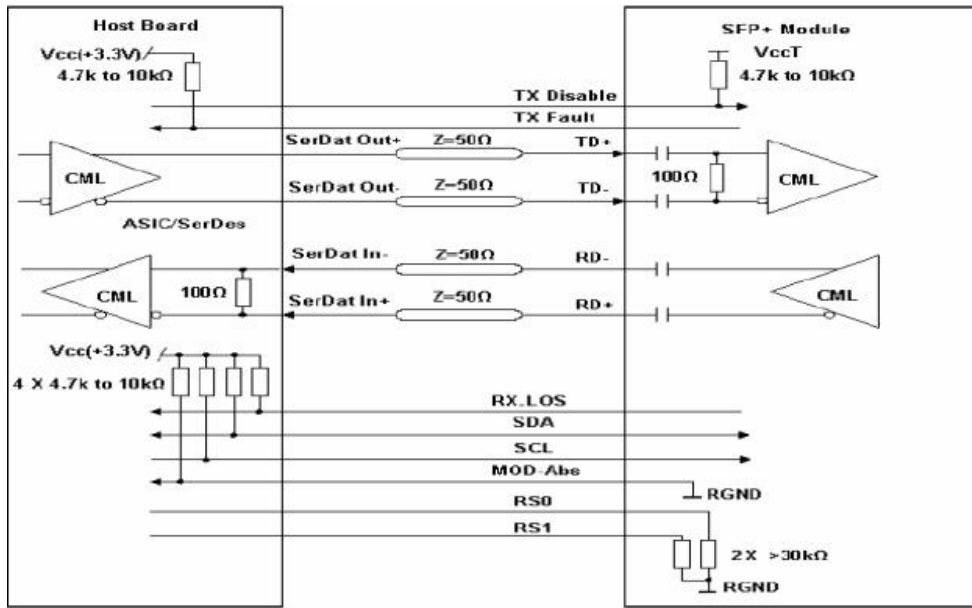 Host Board
SFP+ Module
Vcc(+3.3V)
4.7k to 10kΩ
VccT
4.7k to 10kΩ
TX Disable
TX Fault
SerDat Out+
Z=50Ω
TD+
CML
100Ω
CML
SerDat Out-
Z=50Ω
TD-
ASIC/SerDes
SerDat In-
Z=50Ω
RD-
CML
100Ω
CML
SerDat In+
Z=50Ω
RD+
Vcc(+3.3V)
4 X 4.7k to 10kΩ
RX.LOS
SDA
SCL
MOD-Abs
RGND
RS0
RS1
2X >30kΩ
RGND